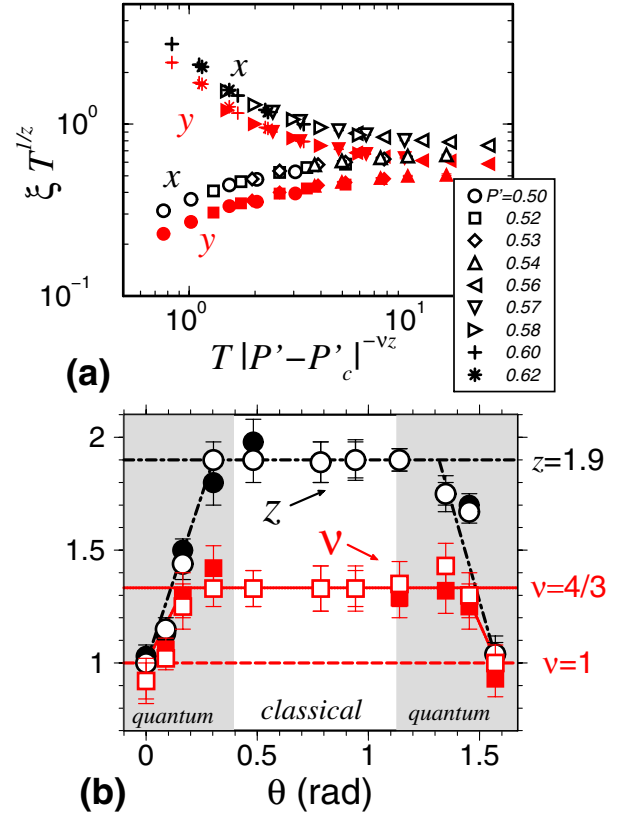 10^0
10^{-1}
ξ T^{1/z}
x
y
x
y
10^0
10^1
T |P' − P'_c|^{−νz}
P'=0.50
0.52
0.53
0.54
0.56
0.57
0.58
0.60
0.62
(a)
2
1.5
1
z
ν
z=1.9
ν=4/3
ν=1
quantum
classical
quantum
0
0.5
1
1.5
(b)
θ (rad)